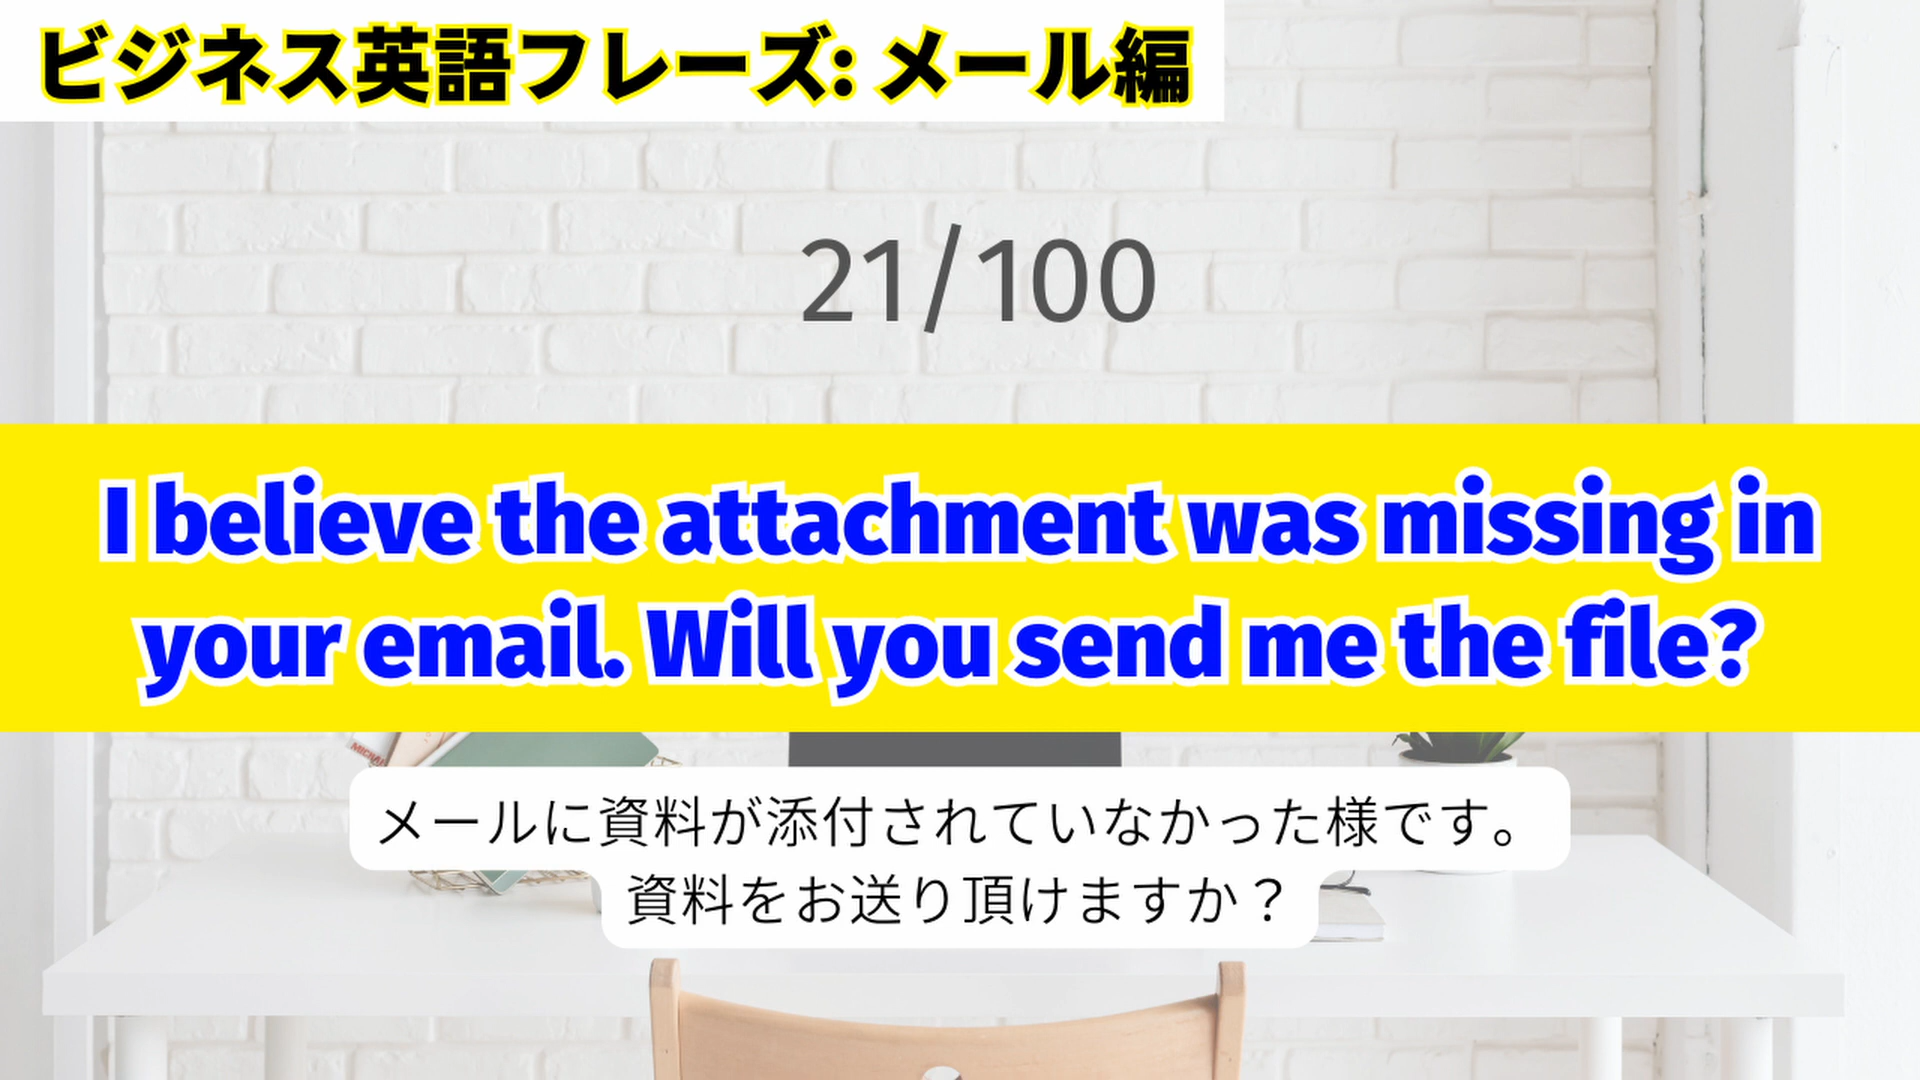 ビジネス英語フレーズ: メール編
21/100
I believe the attachment was missing in
your email. Will you send me the file?
メールに資料が添付されていなかった様です。
資料をお送り頂けますか？